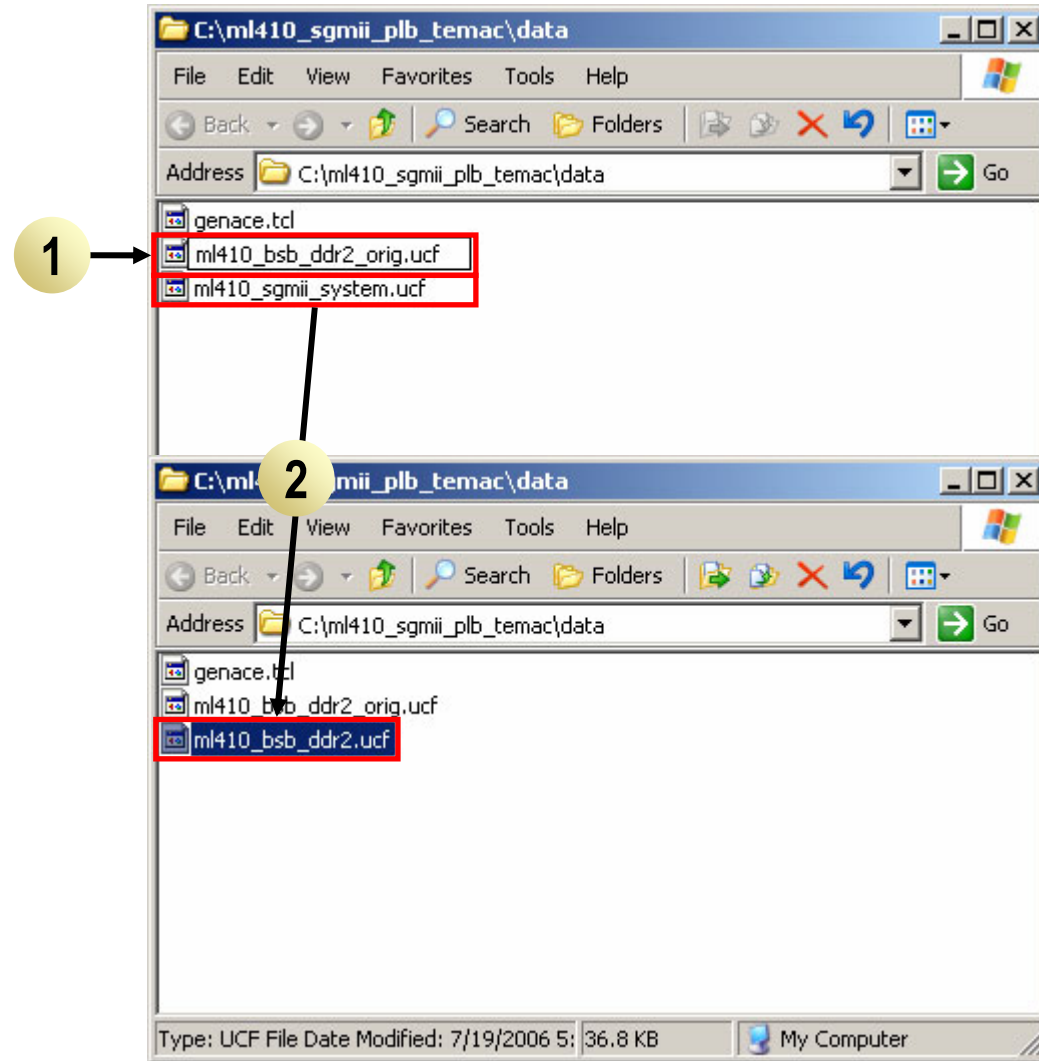 C:\ml410_sgmii_plb_temac\data
File Edit View Favorites Tools Help
Back Search Folders
Address C:\ml410_sgmii_plb_temac\data Go
genace.tcl
1
ml410_bsb_ddr2_orig.ucf
ml410_sgmii_system.ucf
2
C:\ml mii_plb_temac\data
File Edit View Favorites Tools Help
Back Search Folders
Address C:\ml410_sgmii_plb_temac\data Go
genace.tcl
ml410_bsb_ddr2_orig.ucf
ml410_bsb_ddr2.ucf
Type: UCF File Date Modified: 7/19/2006 5: 36.8 KB My Computer